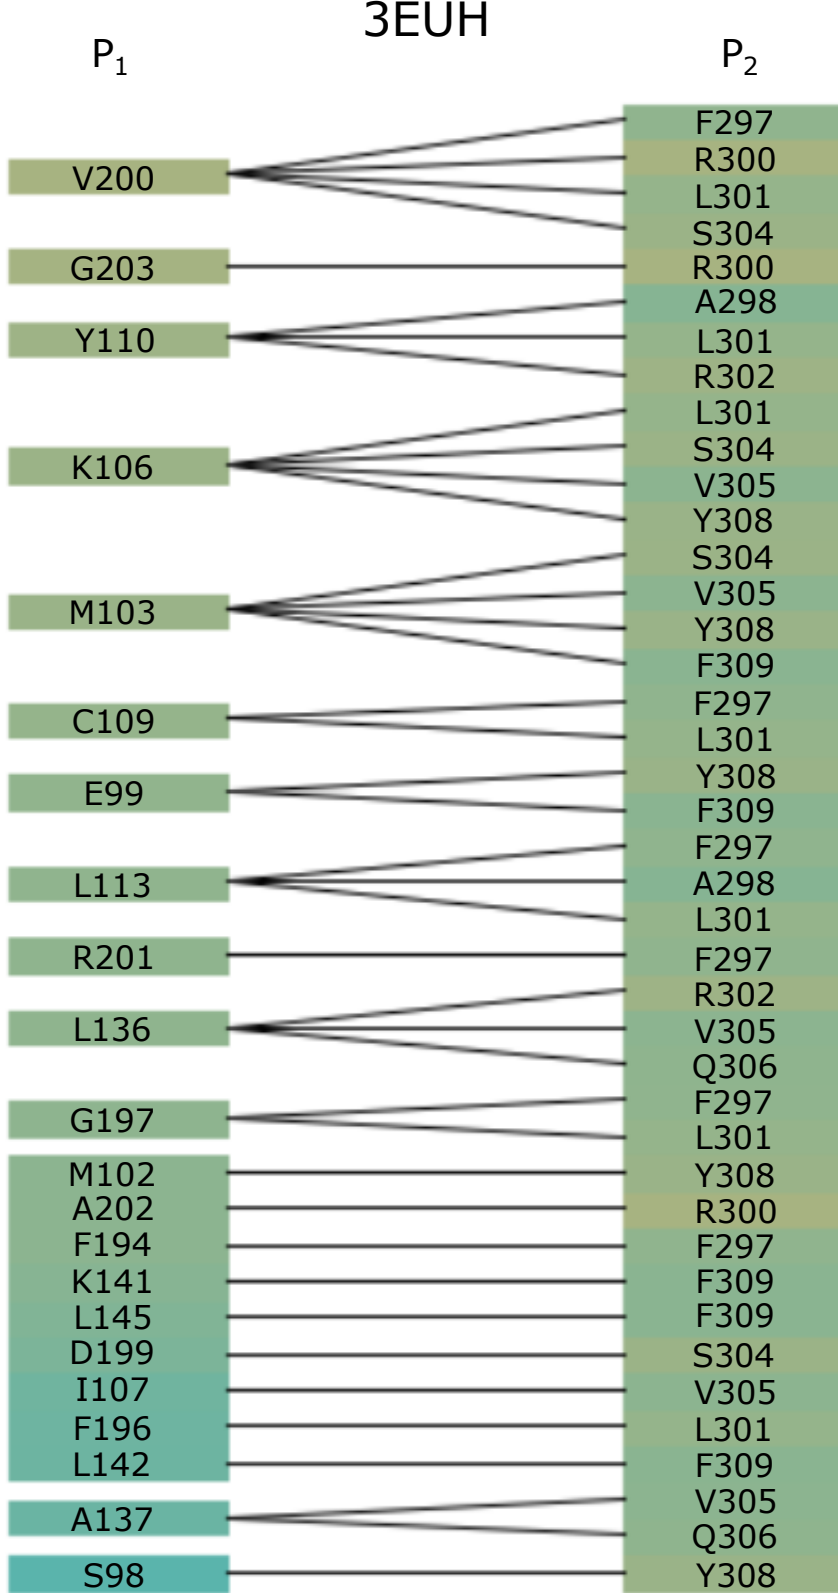 3EUH
P₁ P₂
F297
V200 R300
L301
S304
G203 R300
A298
Y110 L301
R302
L301
K106 S304
V305
Y308
S304
M103 V305
Y308
F309
C109 F297
L301
E99 Y308
F309
F297
L113 A298
L301
R201 F297
R302
L136 V305
Q306
G197 F297
L301
M102 Y308
A202 R300
F194 F297
K141 F309
L145 F309
D199 S304
I107 V305
F196 L301
L142 F309
V305
A137 Q306
S98 Y308